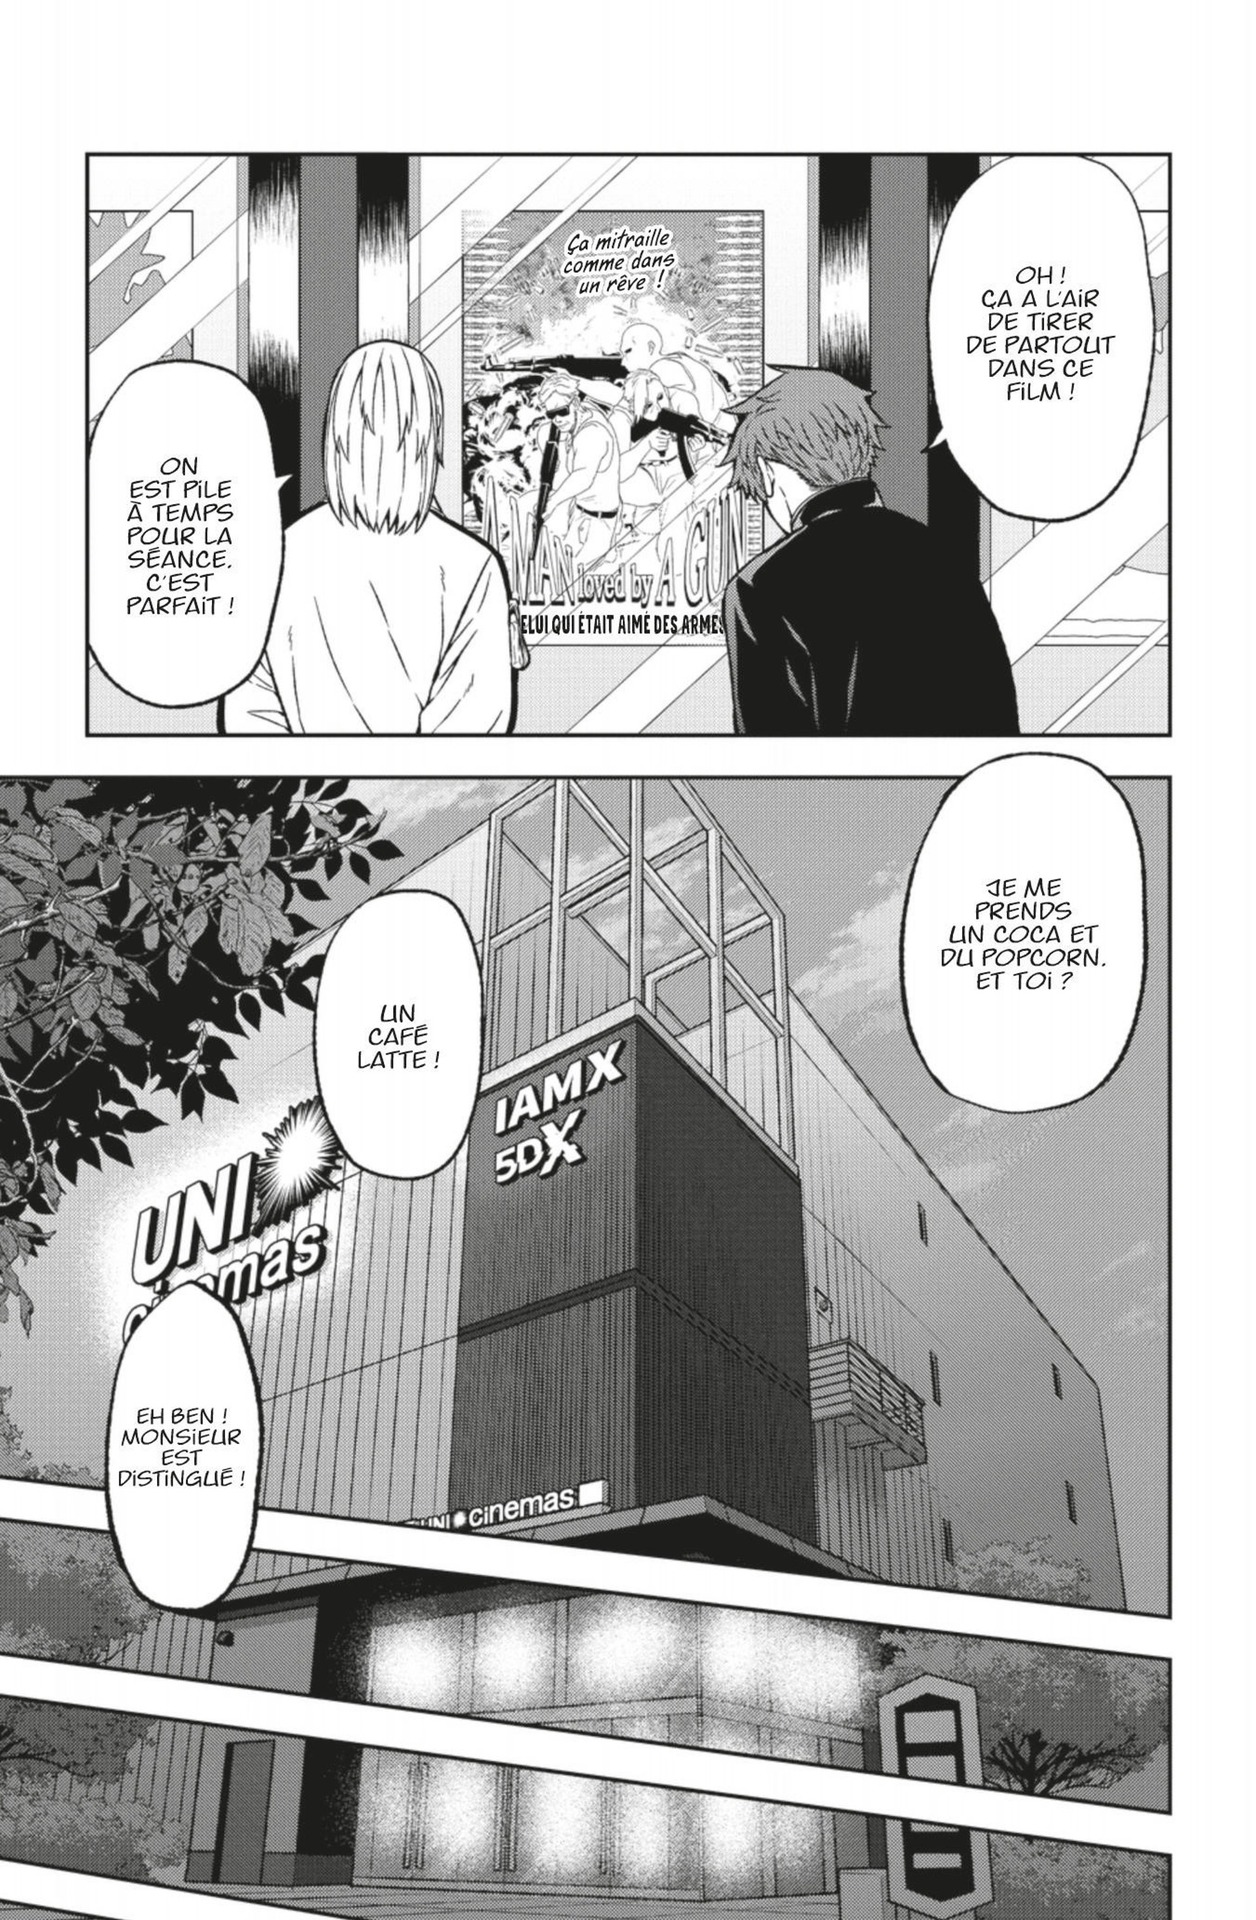 OH !
ÇA A L'AIR
DE TIRER
DE PARTOUT
DANS CE
FILM !
Ça mitraille
comme dans
un rêve !
A MAN loved by A GUN
ELUI QUI ÉTAIT AIMÉ DES ARMES
ON
EST PILE
À TEMPS
POUR LA
SÉANCE.
C'EST
PARFAIT !
JE ME
PRENDS
UN COCA ET
DU POPCORN.
ET TOI ?
UN
CAFÉ
LATTE !
IAMX
5DX
UNI
cinemas
EH BEN !
MONSIEUR
EST
DISTINGUÉ !
UNI cinemas